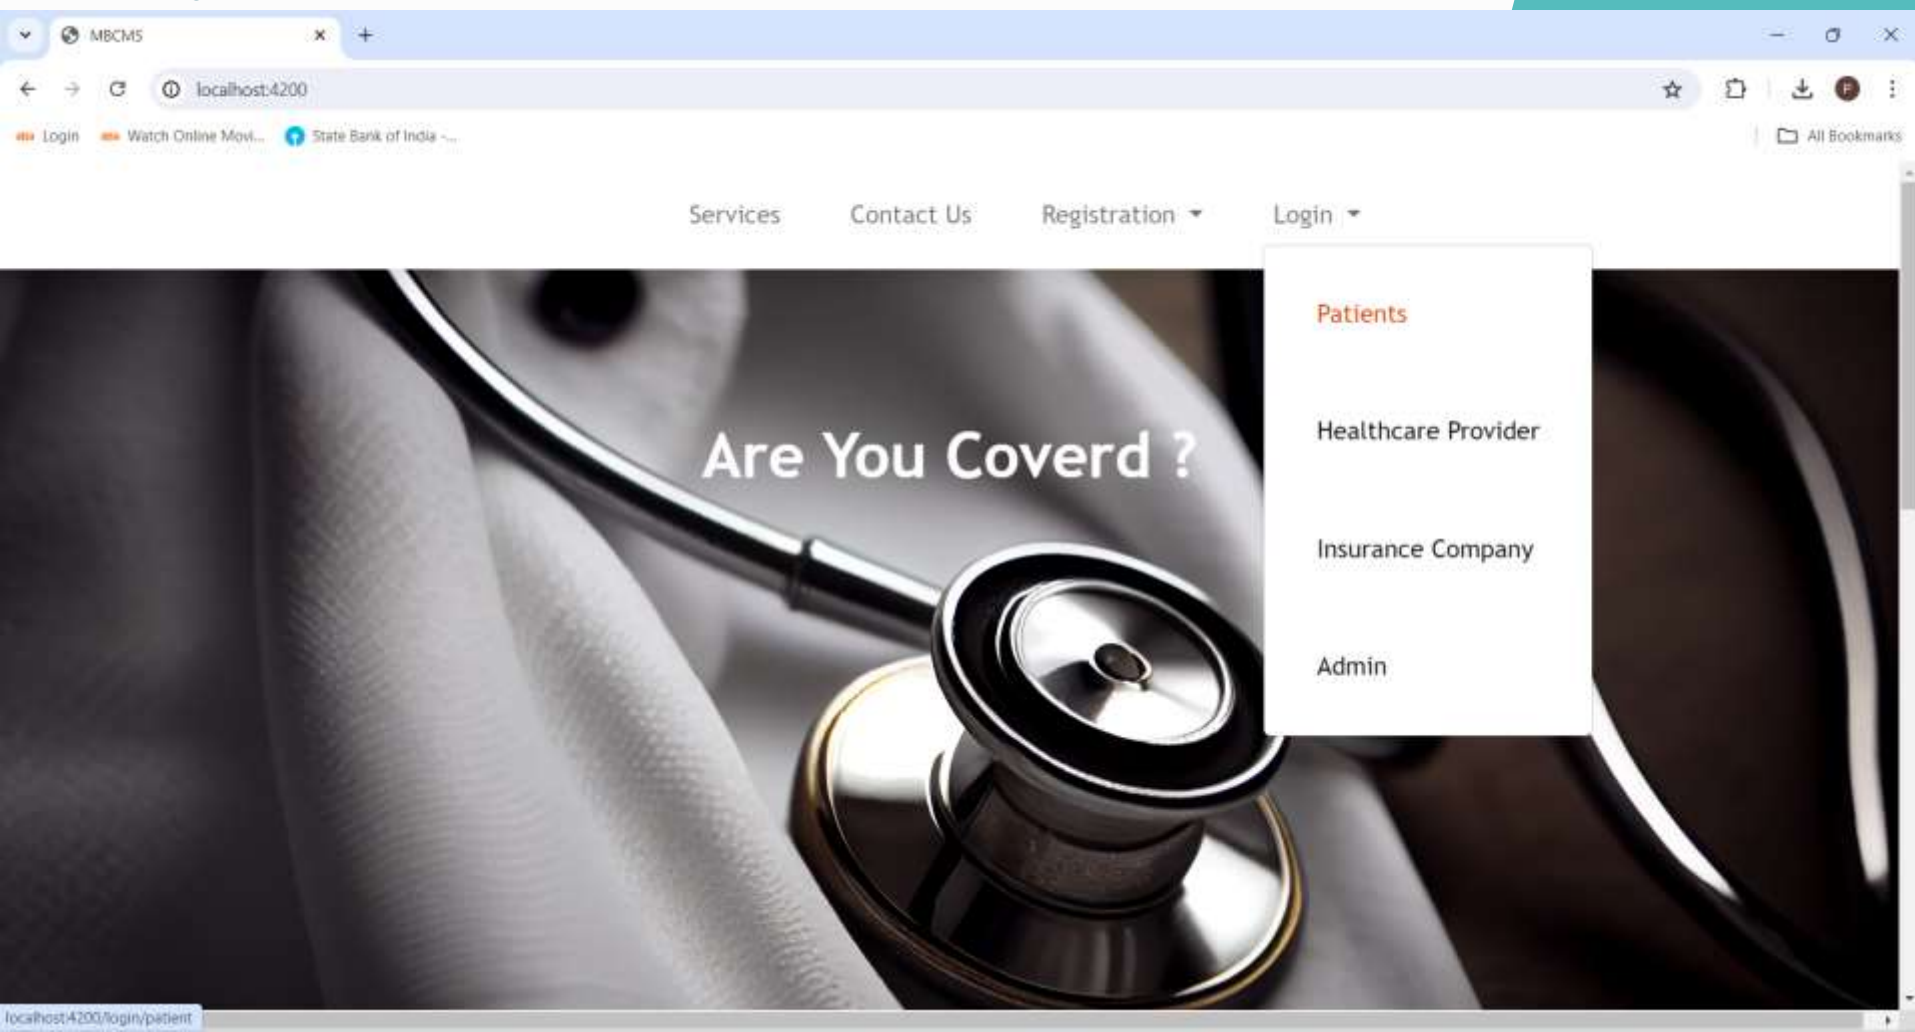 MBCMS
localhost:4200
Login Watch Online Movi... State Bank of India -... All Bookmarks
Services Contact Us Registration Login
Patients
Healthcare Provider
Insurance Company
Admin
Are You Coverd ?
localhost:4200/login/patient